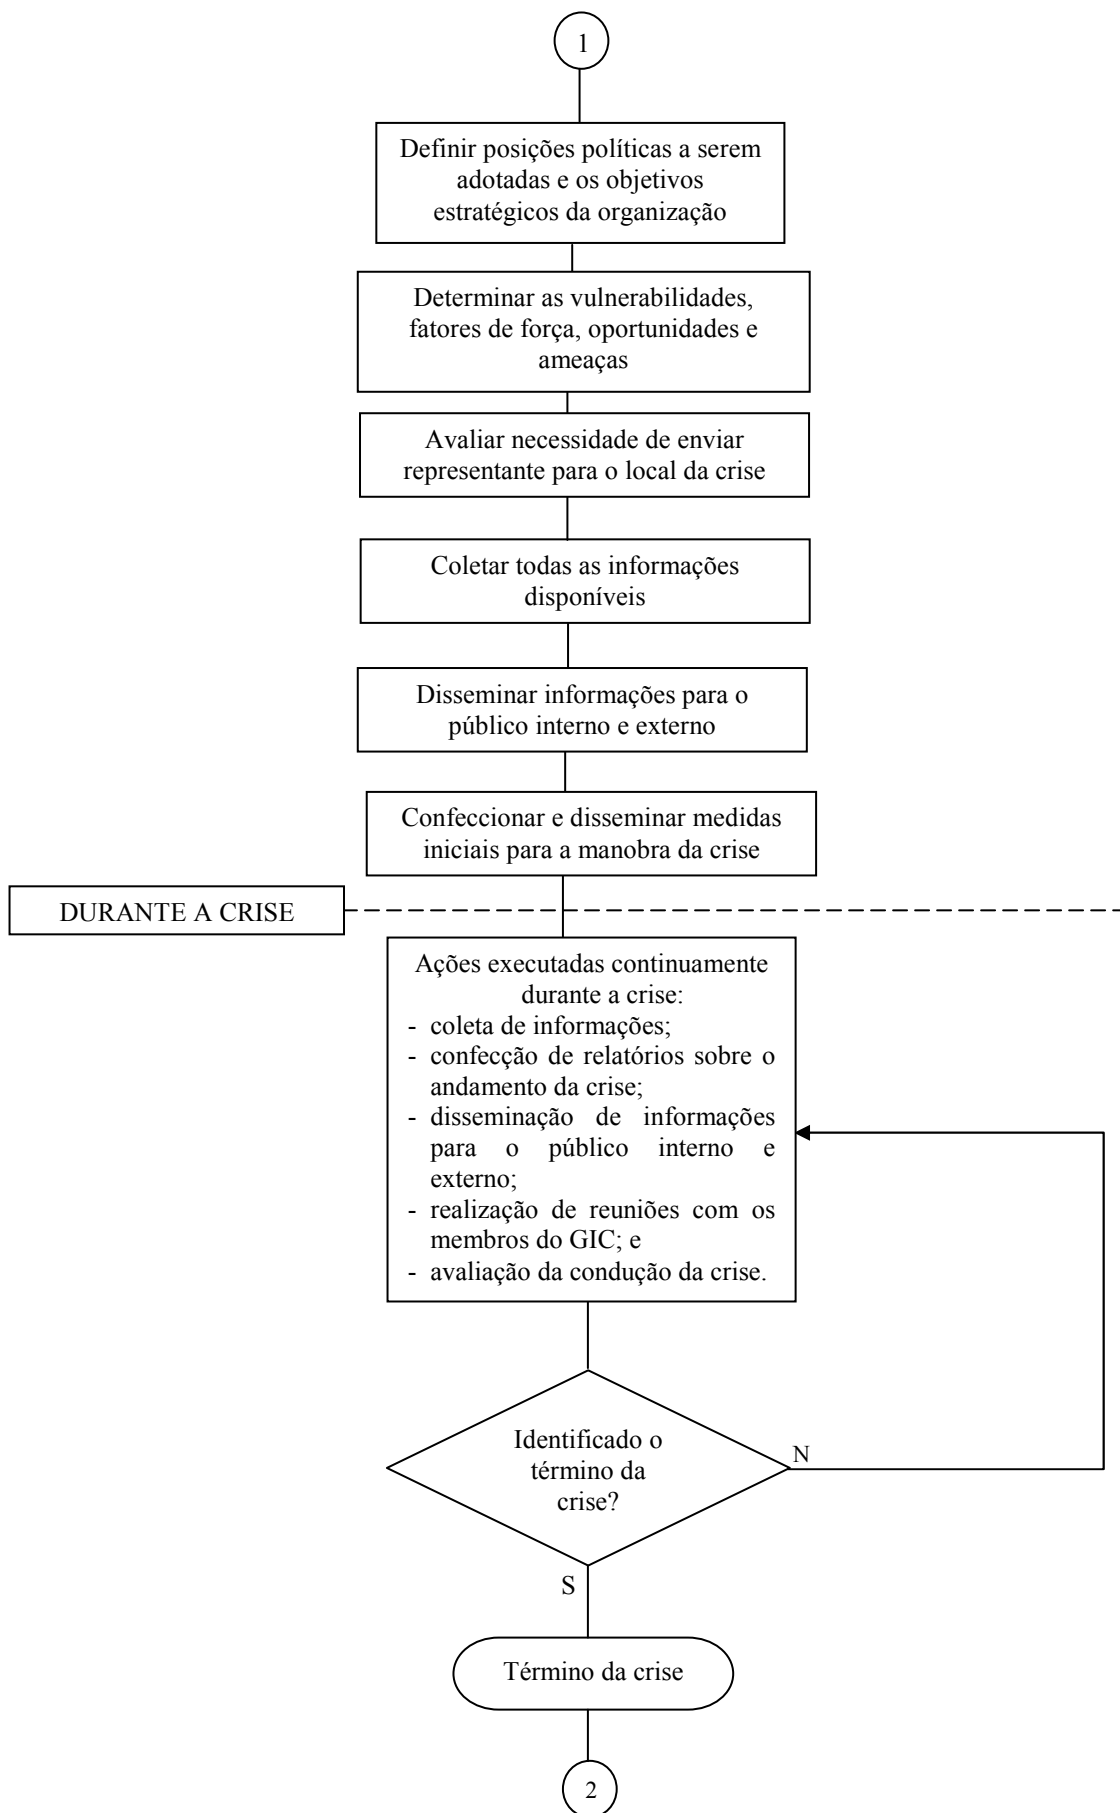 1
Definir posições políticas a serem
adotadas e os objetivos
estratégicos da organização
Determinar as vulnerabilidades,
fatores de força, oportunidades e
ameaças
Avaliar necessidade de enviar
representante para o local da crise
Coletar todas as informações
disponíveis
Disseminar informações para o
público interno e externo
Confeccionar e disseminar medidas
iniciais para a manobra da crise
DURANTE A CRISE
Ações executadas continuamente
durante a crise:
- coleta de informações;
- confecção de relatórios sobre o
andamento da crise;
- disseminação de informações
para o público interno e
externo;
- realização de reuniões com os
membros do GIC; e
- avaliação da condução da crise.
Identificado o
término da
crise?
N
S
Término da crise
2